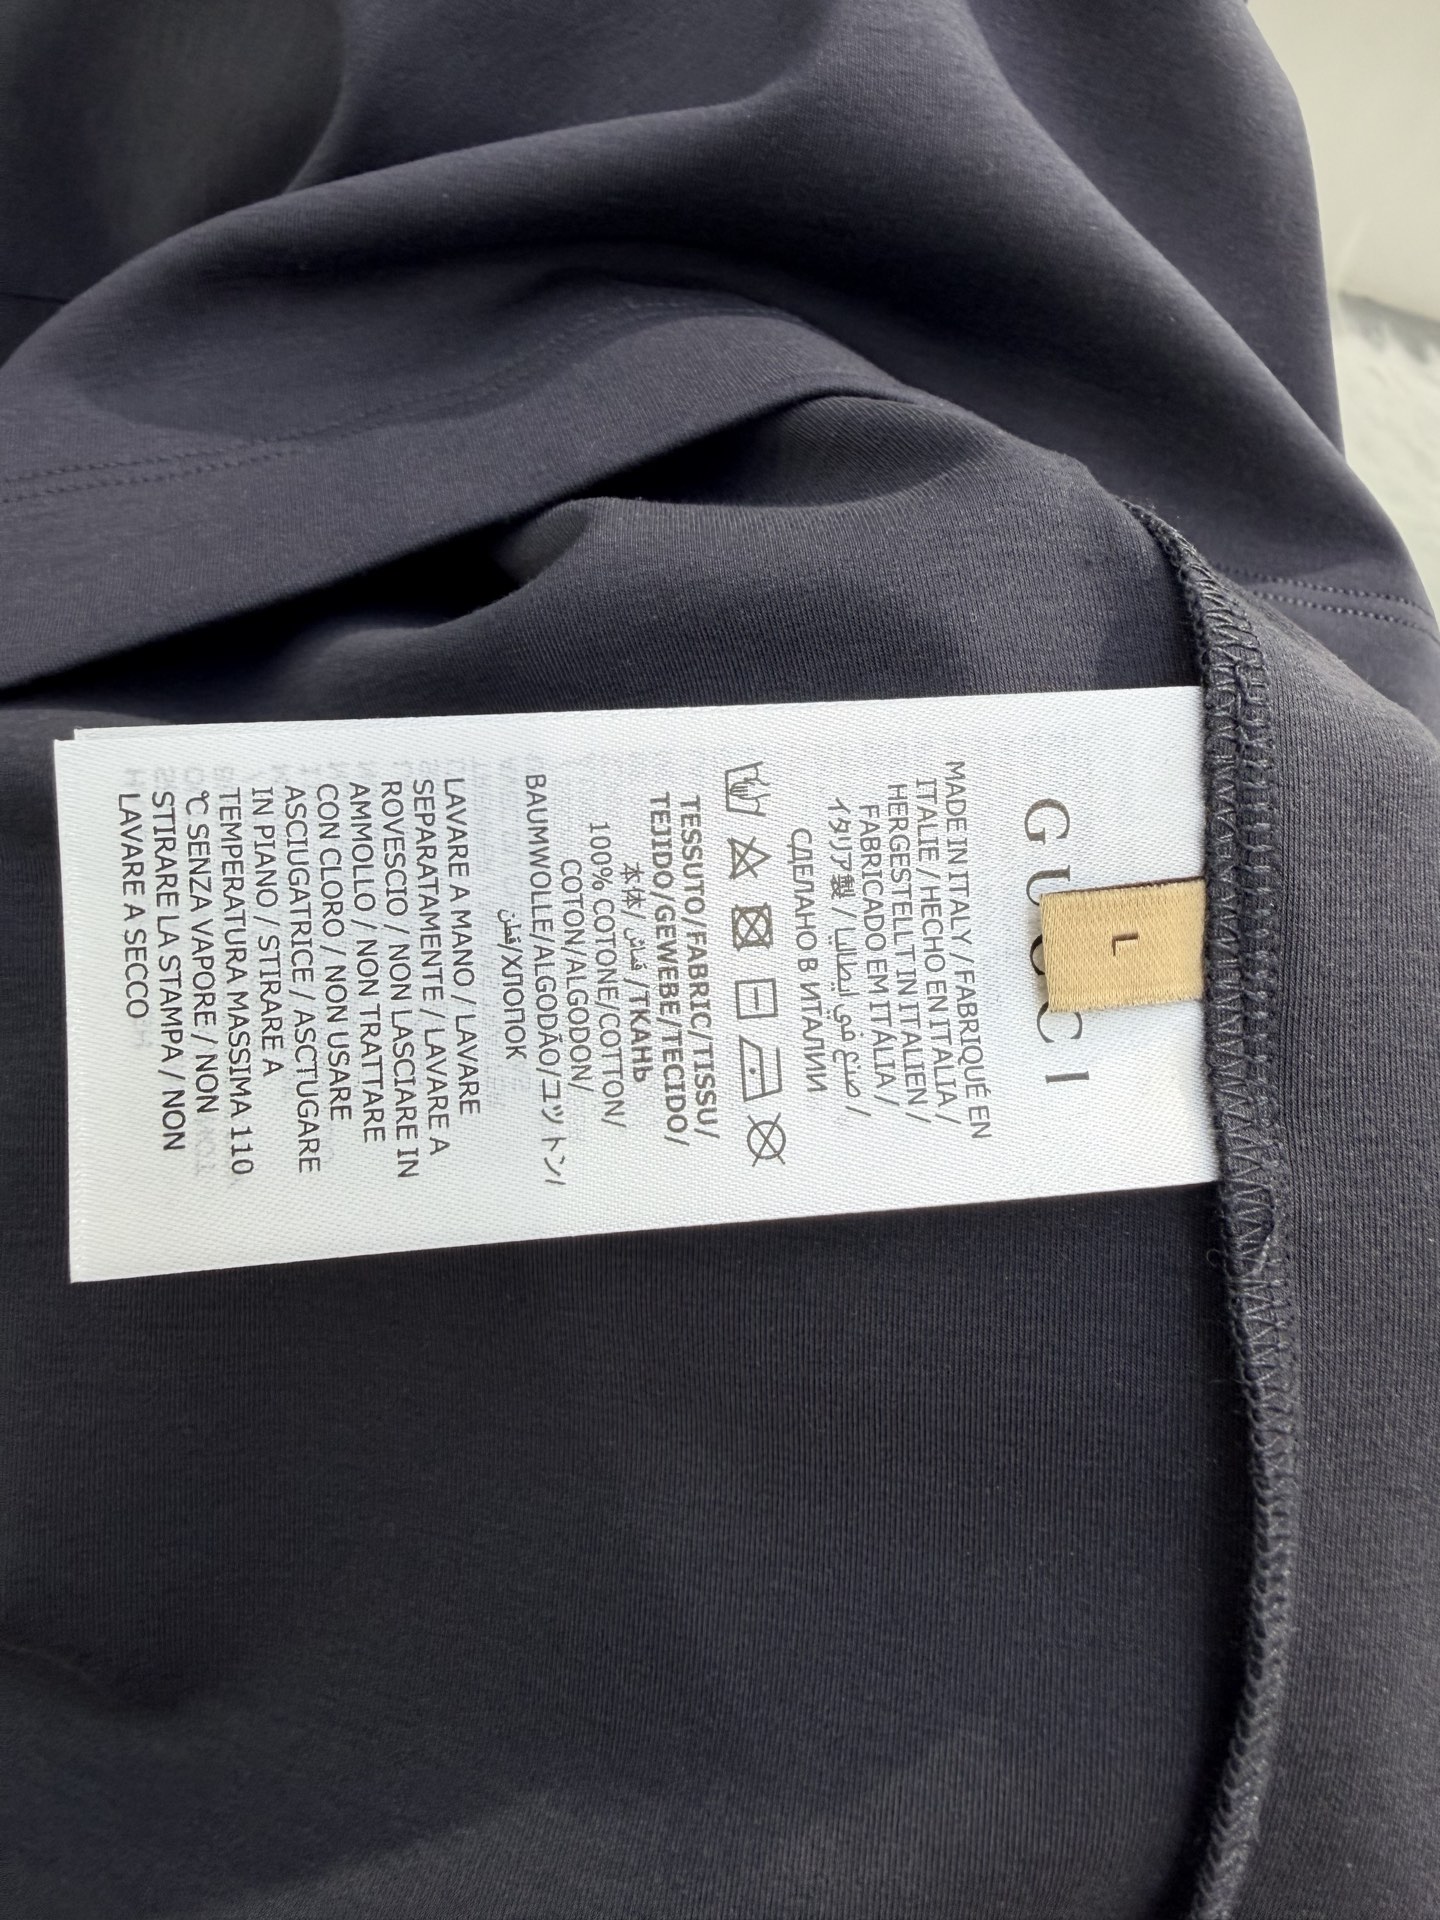 GUCCI
L
MADE IN ITALY / FABRIQUÉ EN
ITALIE / HECHO EN ITALIA /
HERGESTELLT IN ITALIEN /
FABRICADO EM ITÁLIA /
イタリア製 / صنع في إيطاليا /
СДЕЛАНО В ИТАЛИИ
TESSUTO/FABRIC/TISSU/
TEJIDO/GEWEBE/TECIDO/
本体/ قماش /ТКАНЬ
100% COTONE/COTTON/
COTON/ALGODON/
BAUMWOLLE/ALGODÃO/コットン/
قطن/ХЛОПОК
LAVARE A MANO / LAVARE
SEPARATAMENTE / LAVARE A
ROVESCIO / NON LASCIARE IN
AMMOLLO / NON TRATTARE
CON CLORO / NON USARE
ASCIUGATRICE / ASCTUGARE
IN PIANO / STIRARE A
TEMPERATURA MASSIMA 110
°C SENZA VAPORE / NON
STIRARE LA STAMPA / NON
LAVARE A SECCO